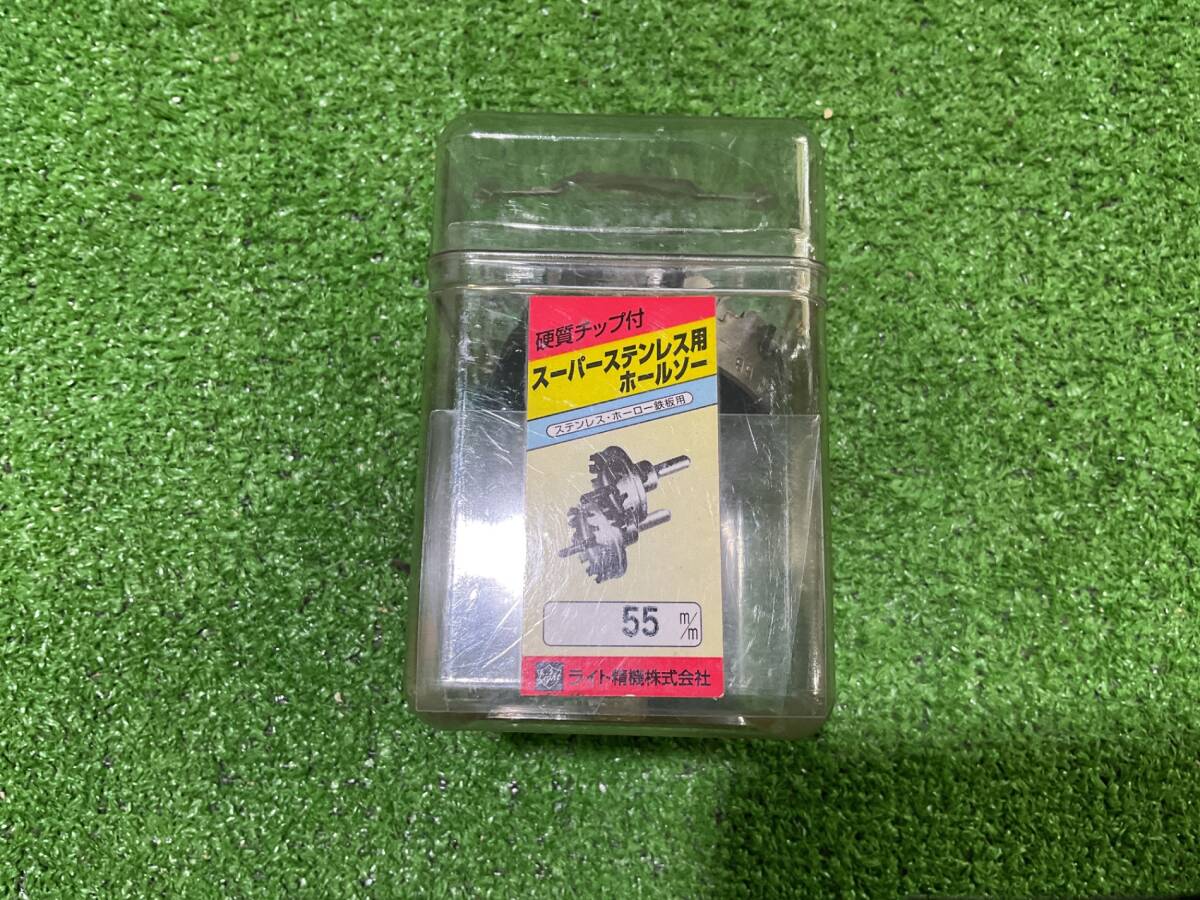 硬質チップ付
スーパーステンレス用
ホールソー
ステンレス・ホーロー鉄板用
55 m/m
Light
ライト精機株式会社